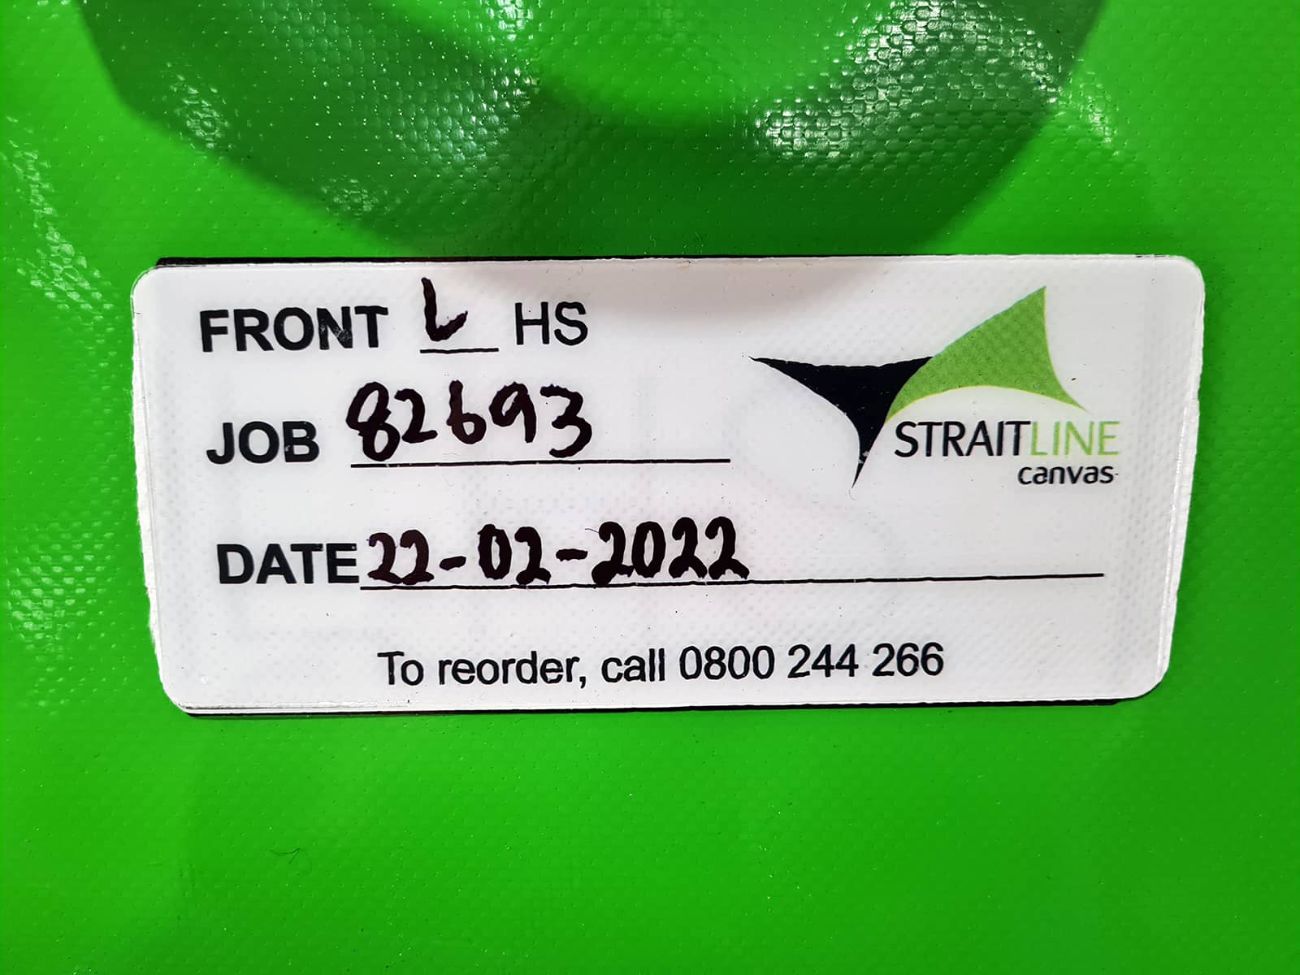 FRONT L HS
JOB 82693
STRAITLINE
canvas
DATE 22-02-2022
To reorder, call 0800 244 266